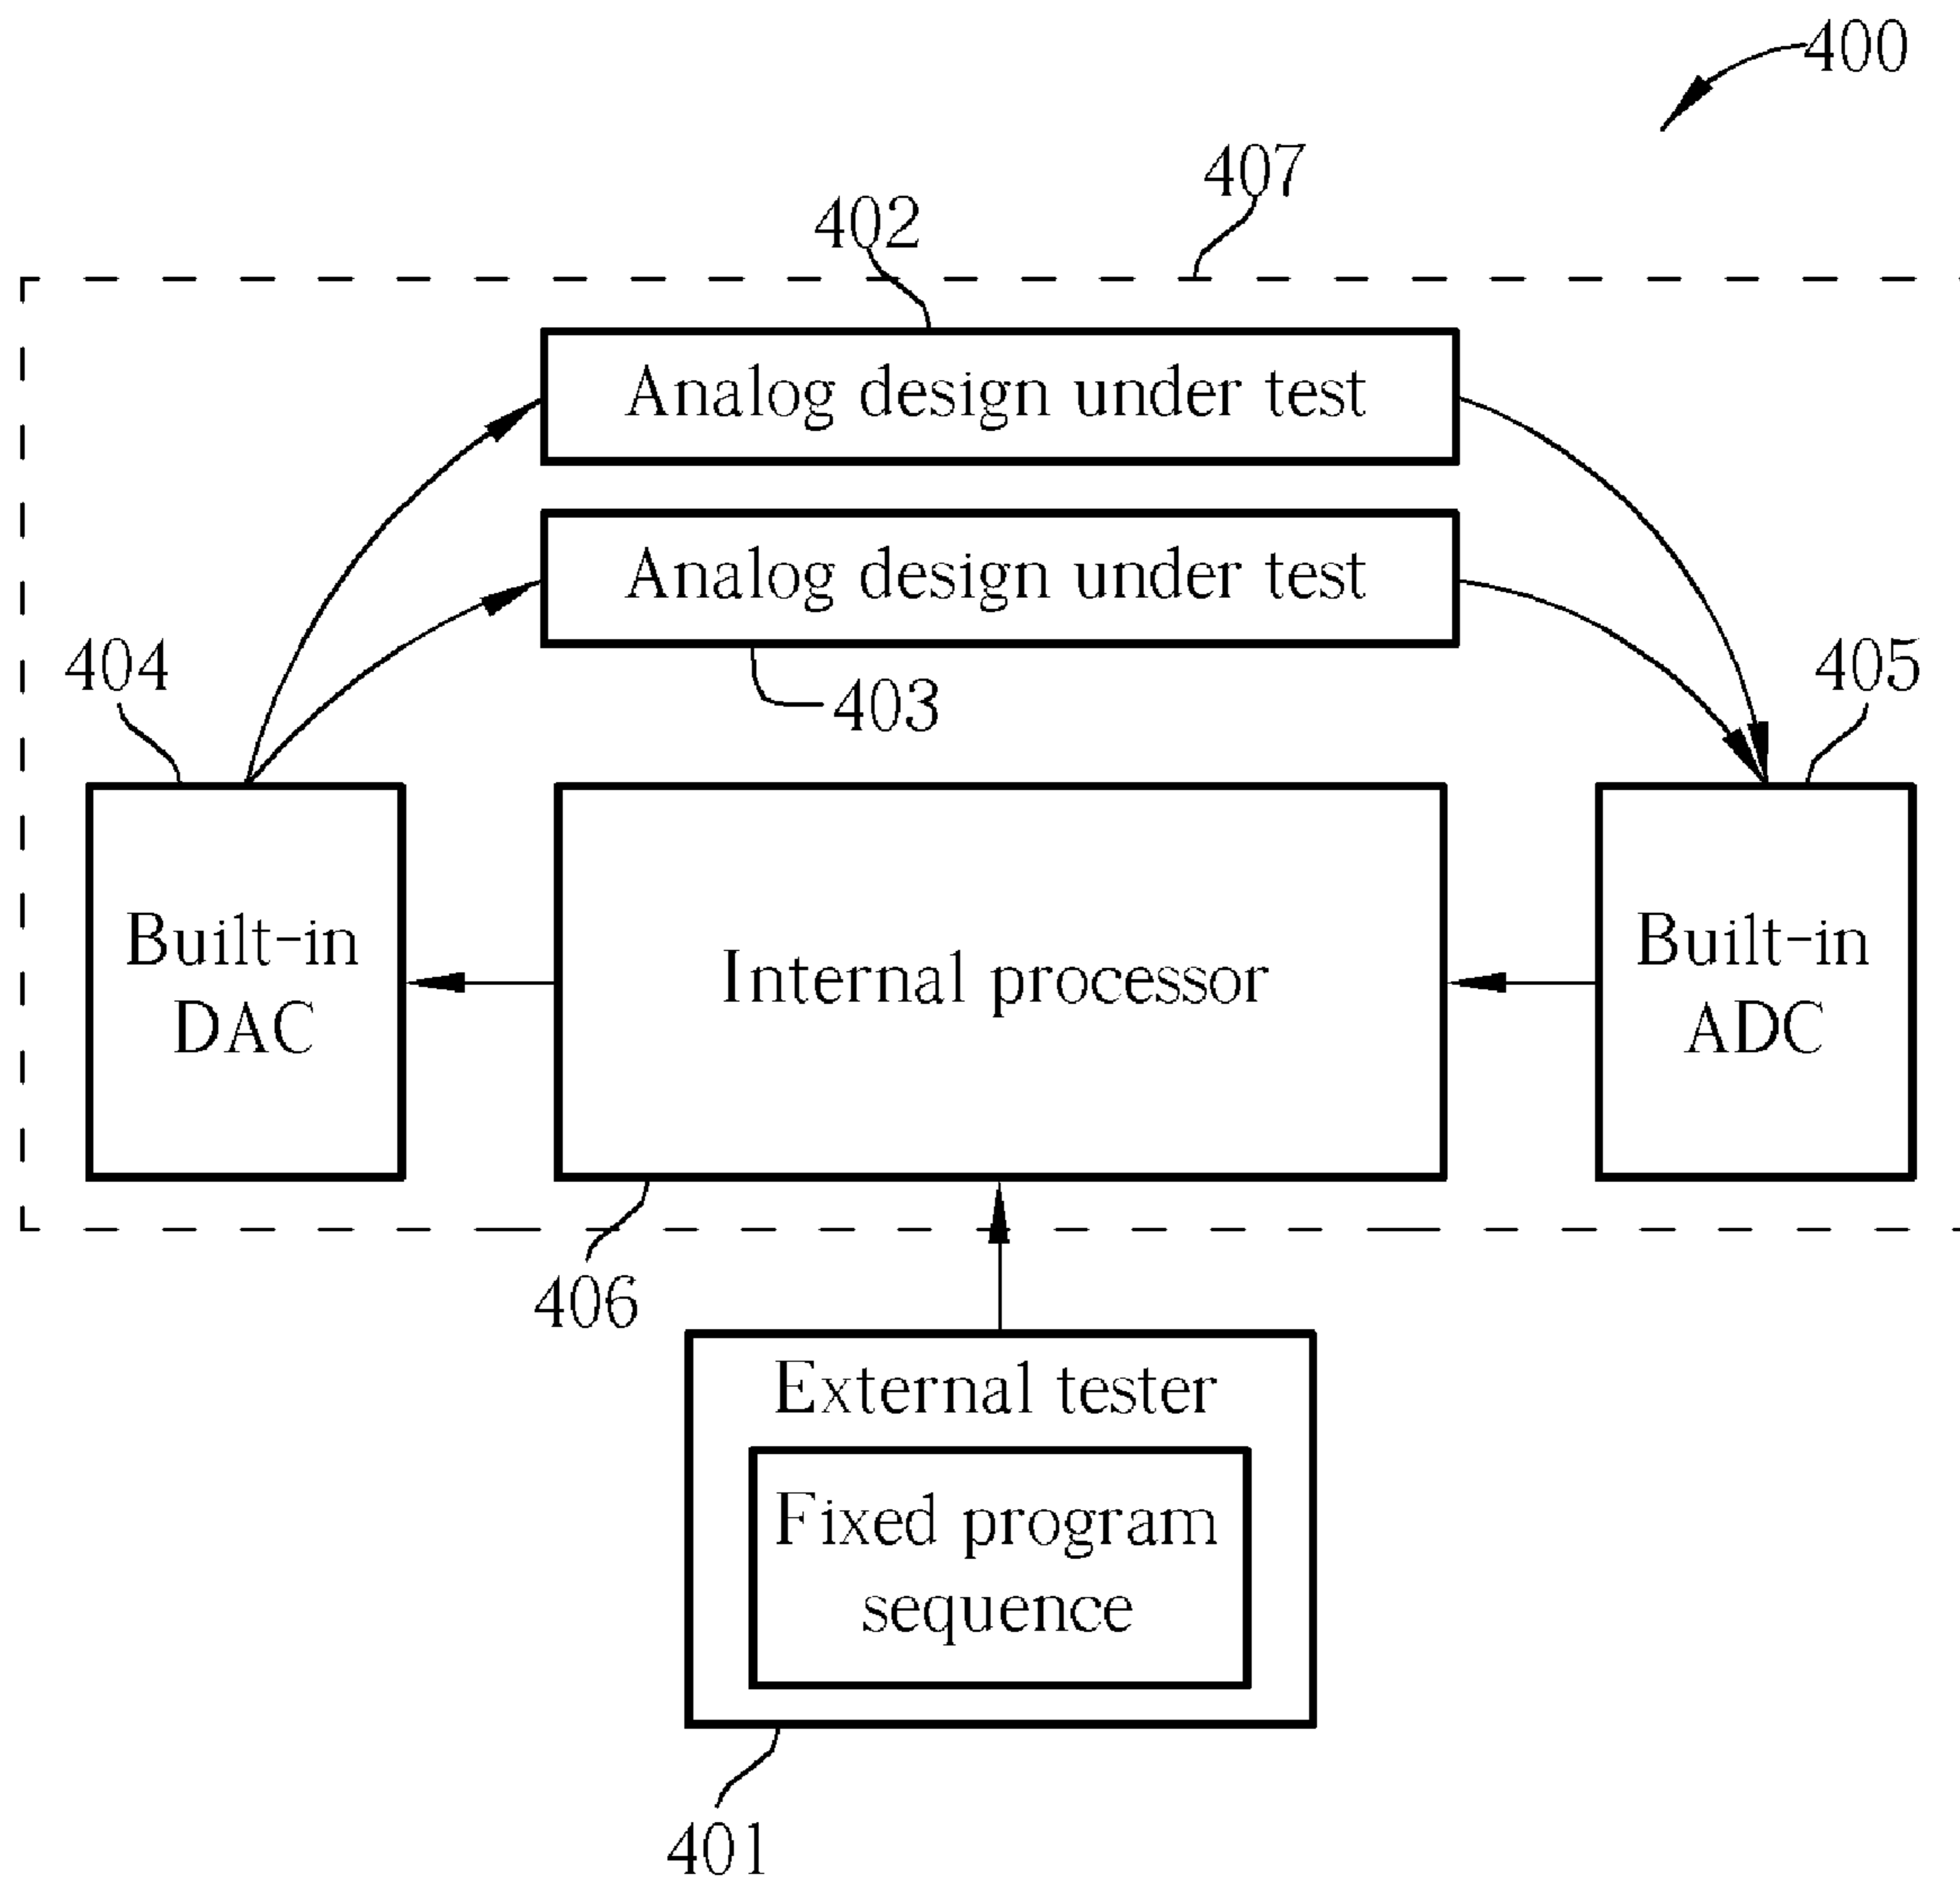 400
407
402
Analog design under test
Analog design under test
404
403
405
Built-in
DAC
Internal processor
Built-in
ADC
406
External tester
Fixed program
sequence
401